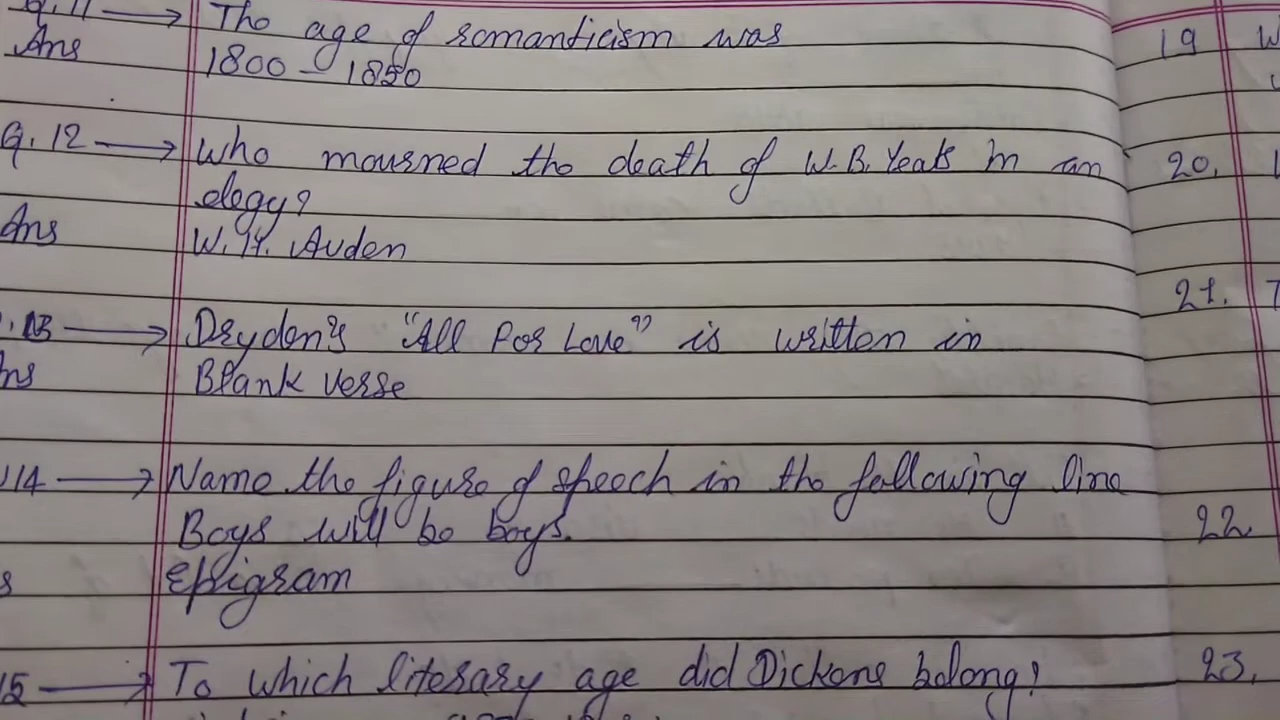 Q.11 → The age of romanticism was
Ans 1800 - 1850
Q.12 → Who mourned the death of W.B. Yeats in an
elegy?
Ans W.H. Auden
.13 → Dryden's "All For Love" is written in
ns Blank verse
14 → Name the figure of speech in the following line
Boys will be boys.
s Epigram
15 → To which literary age did Dickens belong?
19 W
20.
21. T
22
23.